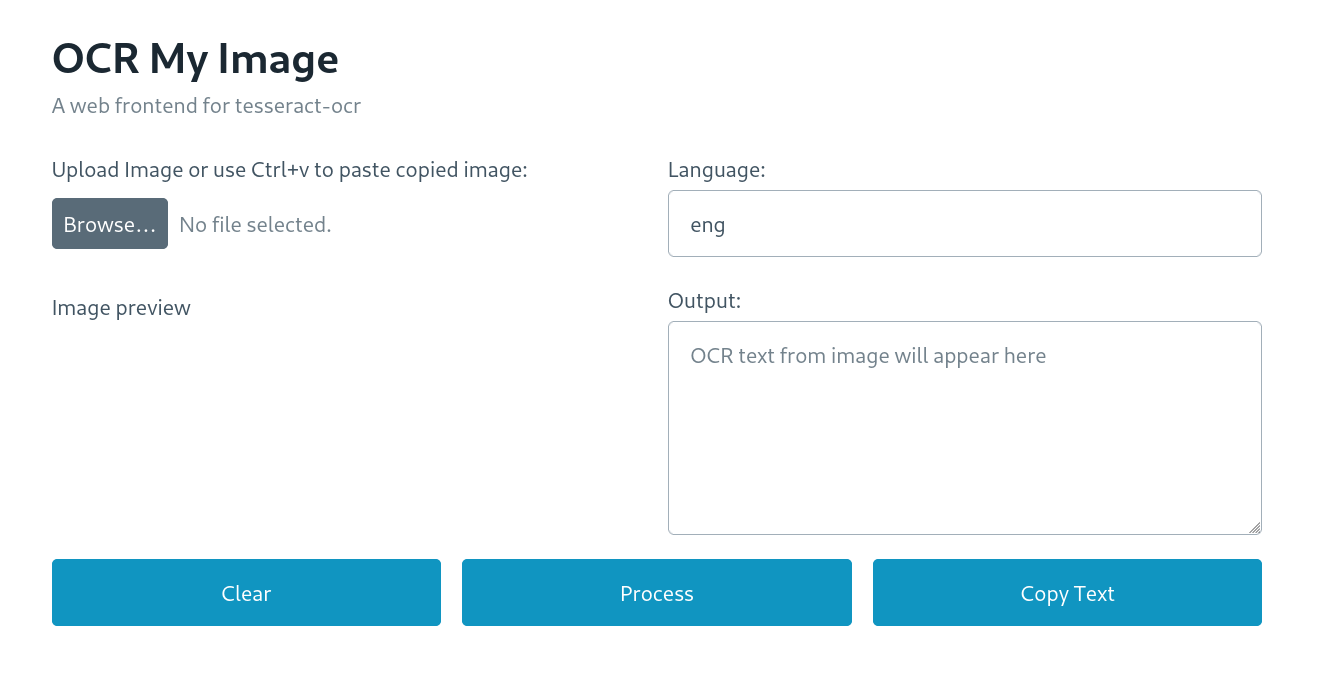 OCR My Image
A web frontend for tesseract-ocr
Upload Image or use Ctrl+v to paste copied image:
Browse... No file selected.
Image preview
Language:
eng
Output:
OCR text from image will appear here
Clear
Process
Copy Text